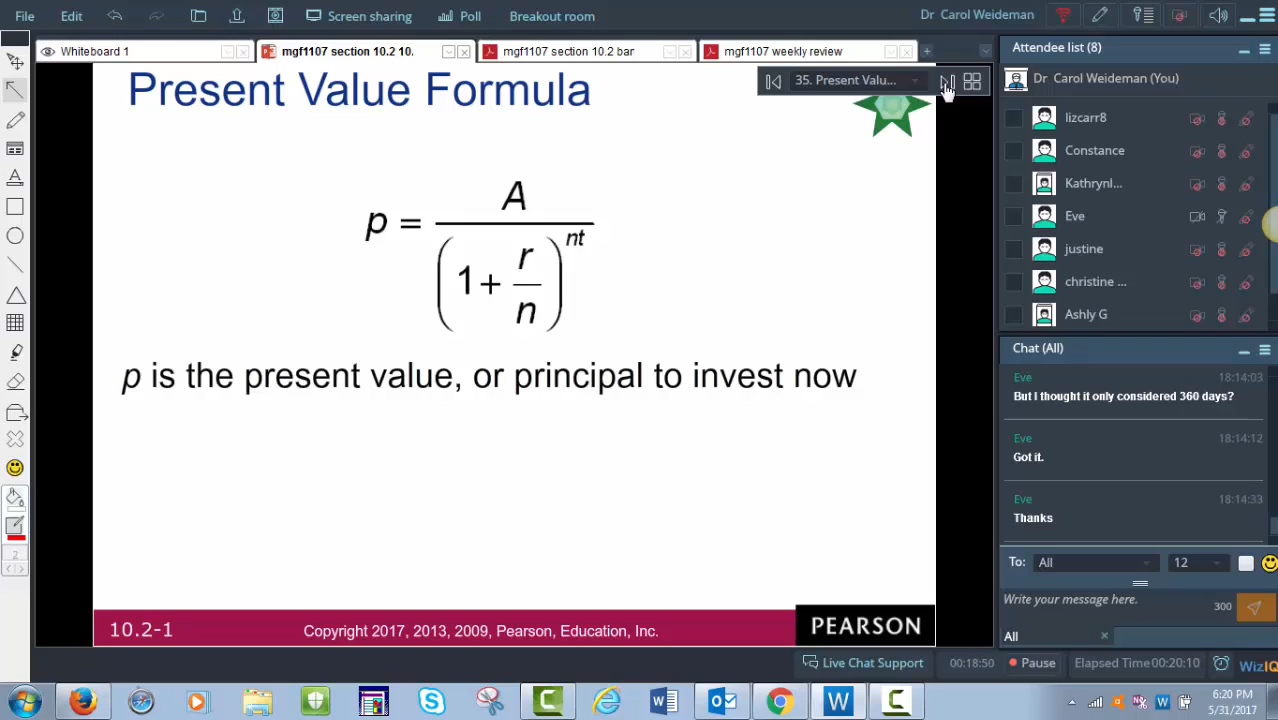 File Edit Screen sharing Poll Breakout room Dr Carol Weideman
Whiteboard 1 mgf1107 section 10.2 10. mgf1107 section 10.2 bar mgf1107 weekly review
Present Value Formula
35. Present Valu...
p = A / (1 + r/n)^nt
p is the present value, or principal to invest now
10.2-1 Copyright 2017, 2013, 2009, Pearson, Education, Inc. PEARSON
2
Attendee list (8)
Dr Carol Weideman (You)
lizcarr8
Constance
Kathrynl...
Eve
justine
christine ...
Ashly G
Chat (All)
Eve 18:14:03
But I thought it only considered 360 days?
Eve 18:14:12
Got it.
Eve 18:14:33
Thanks
To: All 12
Write your message here. 300
All
Live Chat Support 00:18:50 Pause Elapsed Time 00:20:10 WizIQ
6:20 PM
5/31/2017